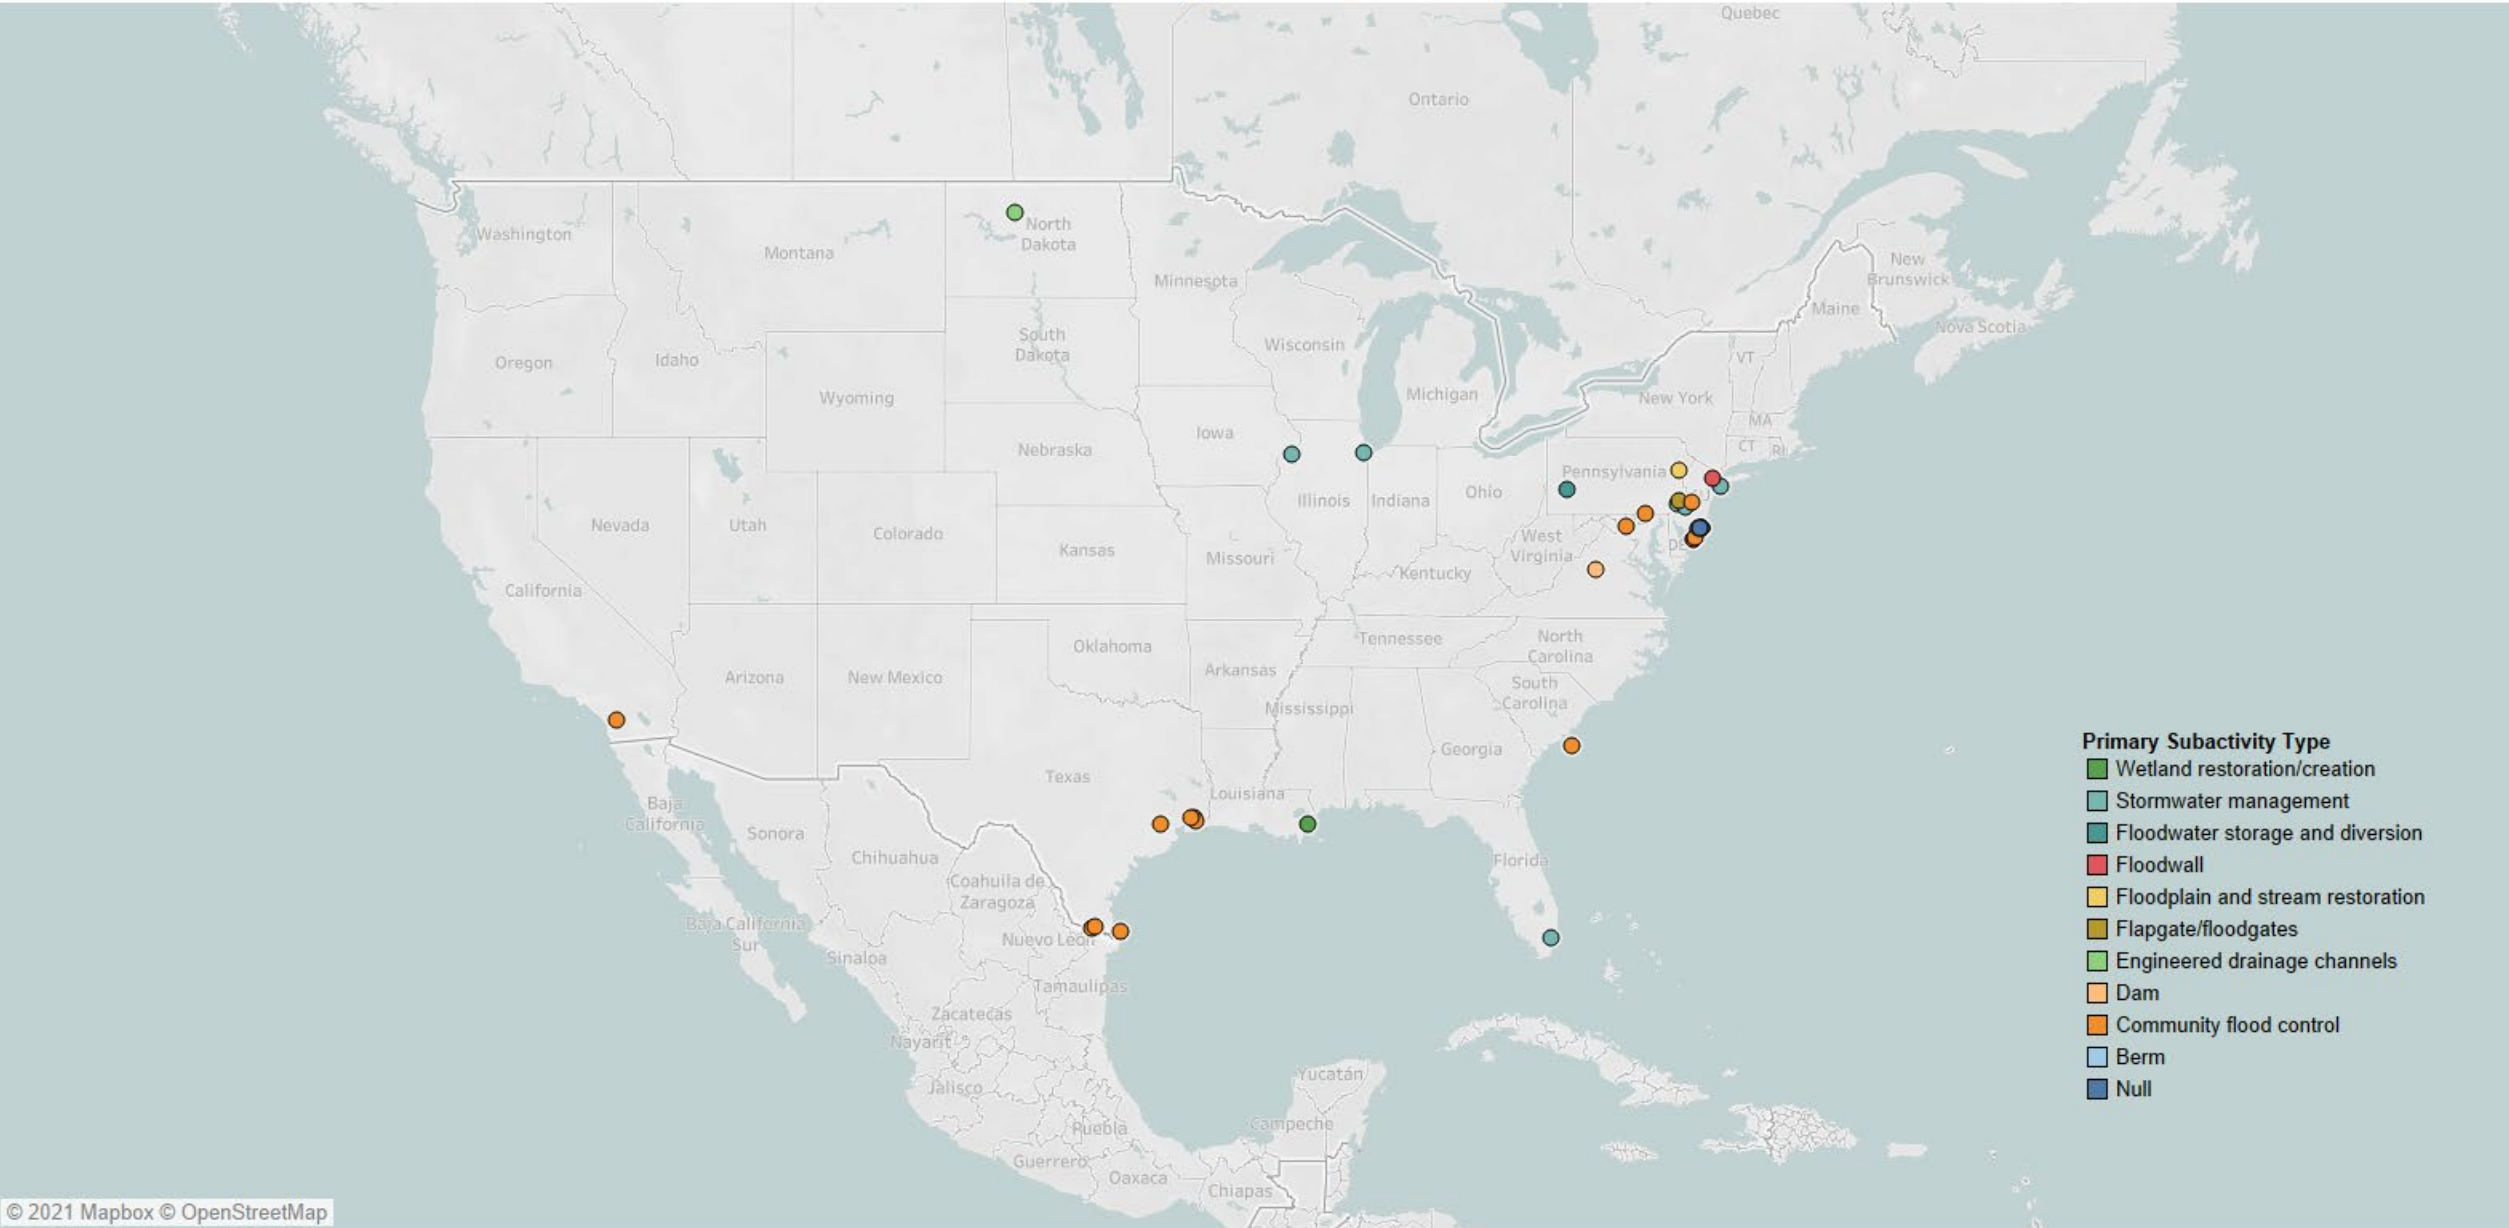 Quebec
Ontario
Washington
Montana
North
Dakota
Minnesota
New
Brunswick
Maine
Nova Scotia
Oregon
Idaho
South
Dakota
Wisconsin
VT
Wyoming
Michigan
New York
MA
Iowa
Nebraska
CT
RI
Pennsylvania
Nevada
Utah
Colorado
Illinois
Indiana
Ohio
Kansas
Missouri
West
Virginia
DE
California
Kentucky
Oklahoma
Tennessee
North
Carolina
Arizona
New Mexico
Arkansas
South
Carolina
Mississippi
Georgia
Texas
Louisiana
Baja
California
Sonora
Chihuahua
Florida
Coahuila de
Zaragoza
Baja California
Sur
Nuevo León
Sinaloa
Tamaulipas
Zacatecas
Nayarit
Jalisco
Yucatán
Campeche
Puebla
Guerrero
Oaxaca
Chiapas
Primary Subactivity Type
Wetland restoration/creation
Stormwater management
Floodwater storage and diversion
Floodwall
Floodplain and stream restoration
Flapgate/floodgates
Engineered drainage channels
Dam
Community flood control
Berm
Null
© 2021 Mapbox © OpenStreetMap